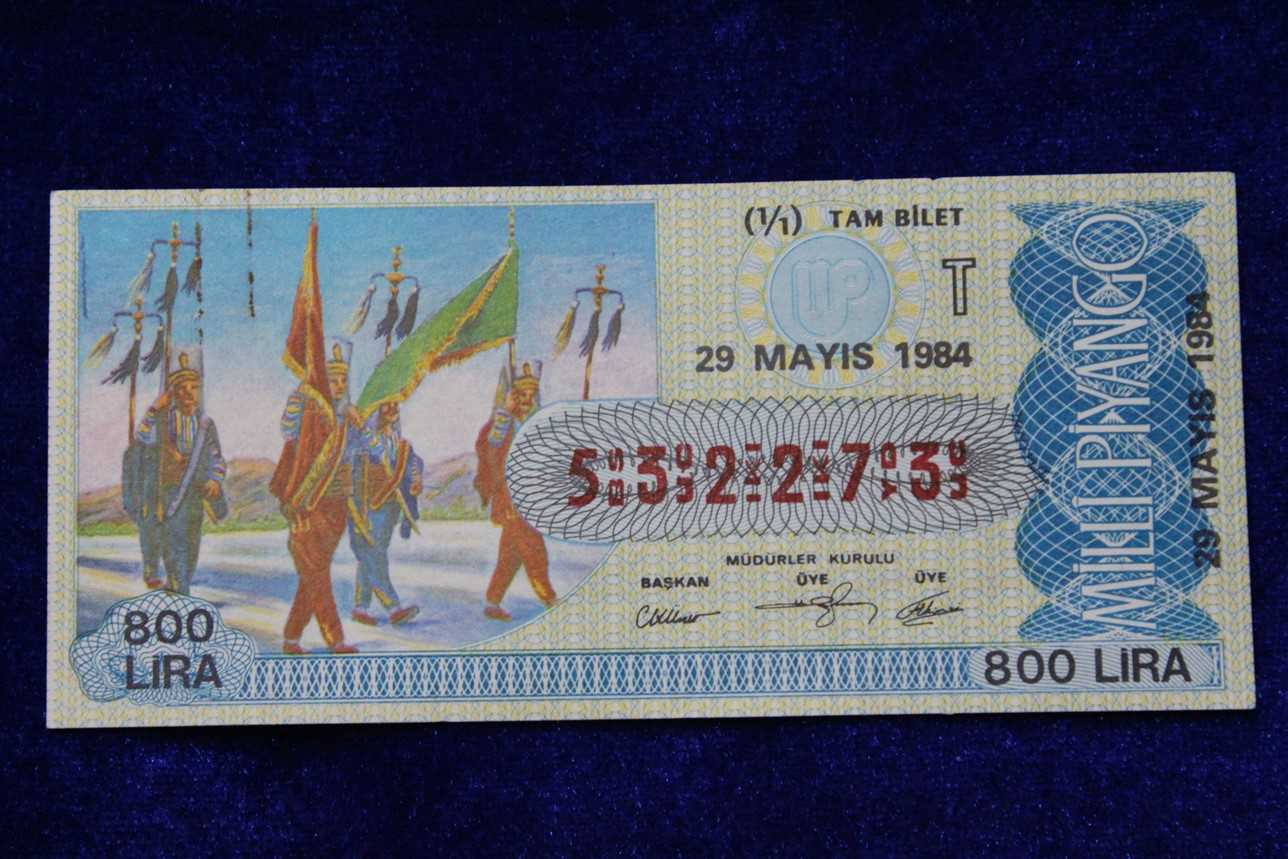 (1/1) TAM BİLET
T
29 MAYIS 1984
532273
MÜDÜRLER KURULU
BAŞKAN ÜYE ÜYE
800
LİRA
800 LİRA
MİLLİ PİYANGO
29 MAYIS 1984